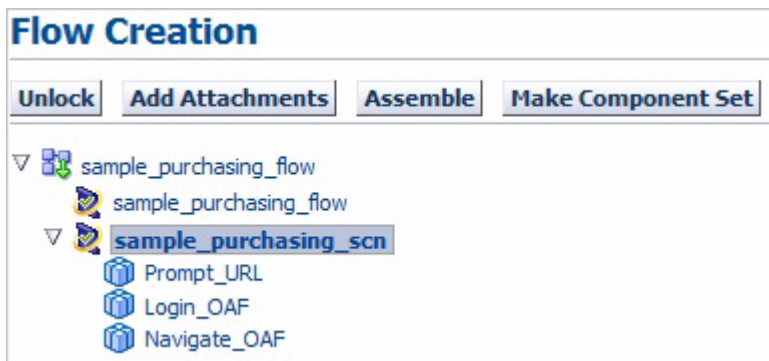 Flow Creation
Unlock Add Attachments Assemble Make Component Set
sample_purchasing_flow
sample_purchasing_flow
sample_purchasing_scn
Prompt_URL
Login_OAF
Navigate_OAF